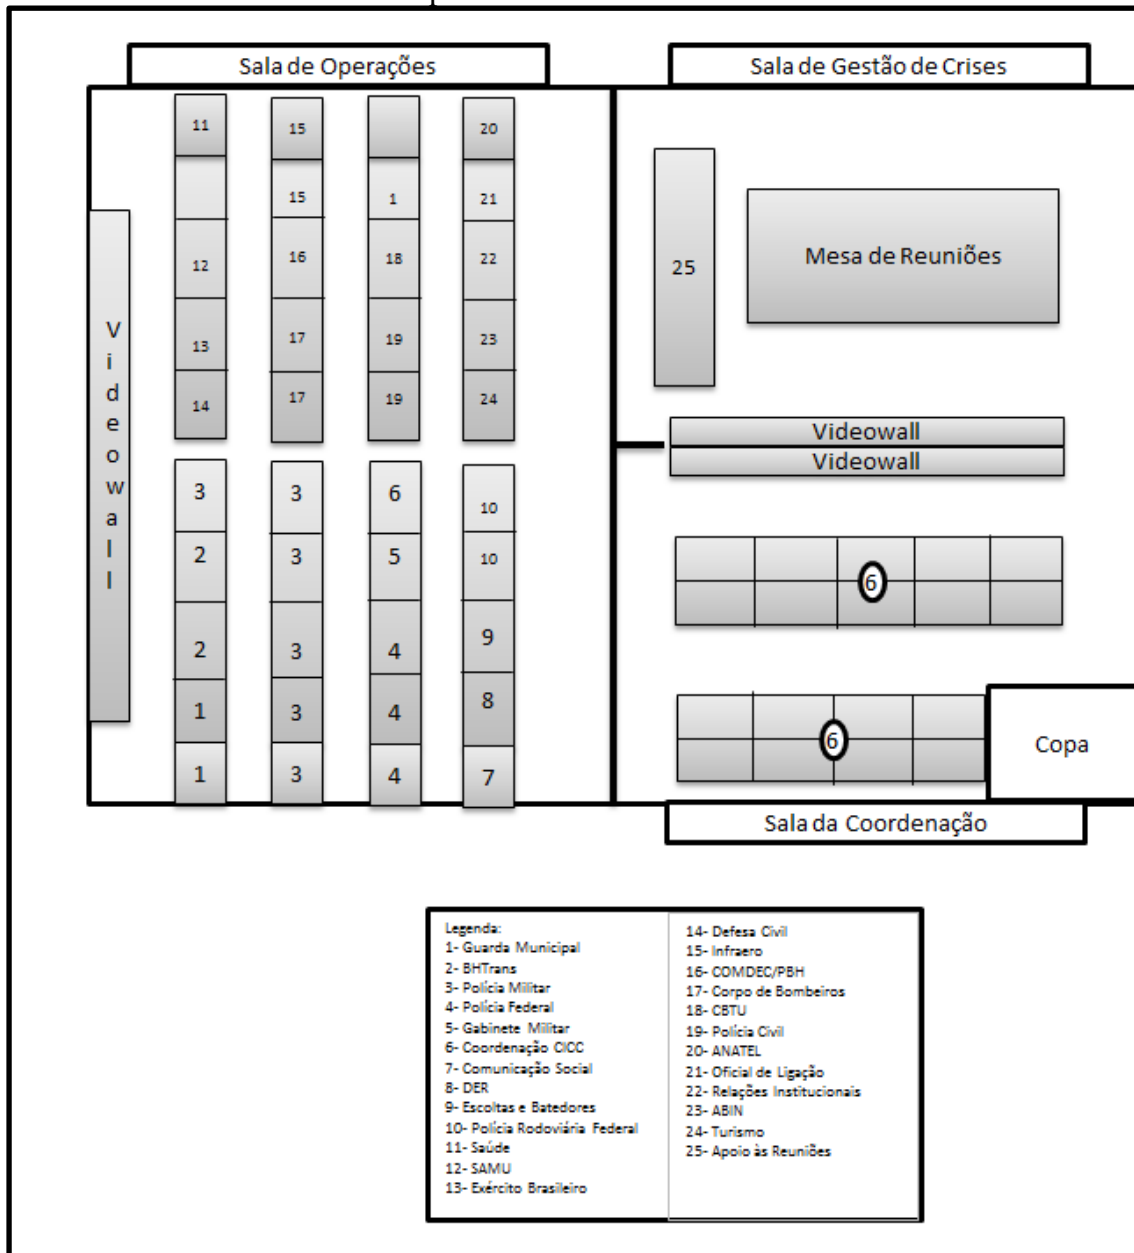 Sala de Operações
Sala de Gestão de Crises
11 15 20
15 1 21
12 16 18 22
13 17 19 23
14 17 19 24
25
Mesa de Reuniões
Videowall
Videowall
Videowall
3 3 6 10
2 3 5 10
2 3 4 9
1 3 4 8
1 3 4 7
6
6
Copa
Sala da Coordenação
Legenda:
1- Guarda Municipal
2- BHTrans
3- Polícia Militar
4- Polícia Federal
5- Gabinete Militar
6- Coordenação CICC
7- Comunicação Social
8- DER
9- Escoltas e Batedores
10- Polícia Rodoviária Federal
11- Saúde
12- SAMU
13- Exército Brasileiro
14- Defesa Civil
15- Infraero
16- COMDEC/PBH
17- Corpo de Bombeiros
18- CBTU
19- Polícia Civil
20- ANATEL
21- Oficial de Ligação
22- Relações Institucionais
23- ABIN
24- Turismo
25- Apoio às Reuniões